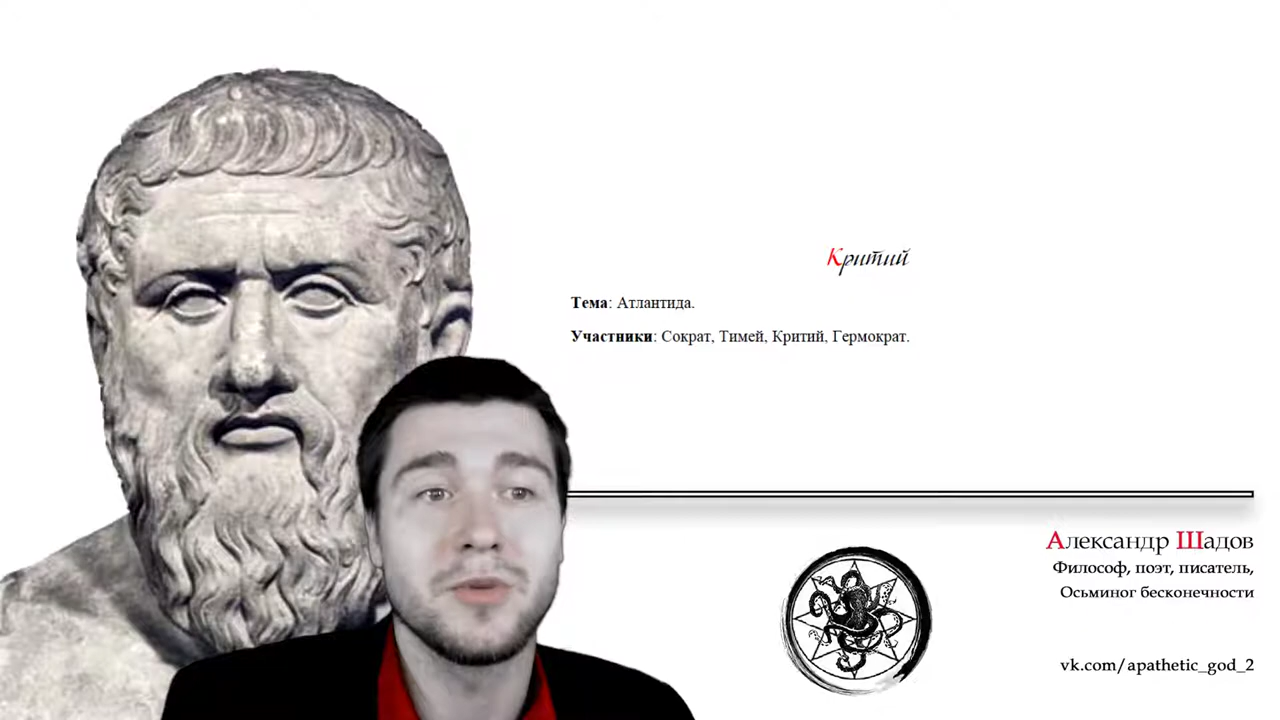 Критий
Тема: Атлантида.
Участники: Сократ, Тимей, Критий, Гермократ.
Александр Шадов
Философ, поэт, писатель,
Осьминог бесконечности
vk.com/apathetic_god_2